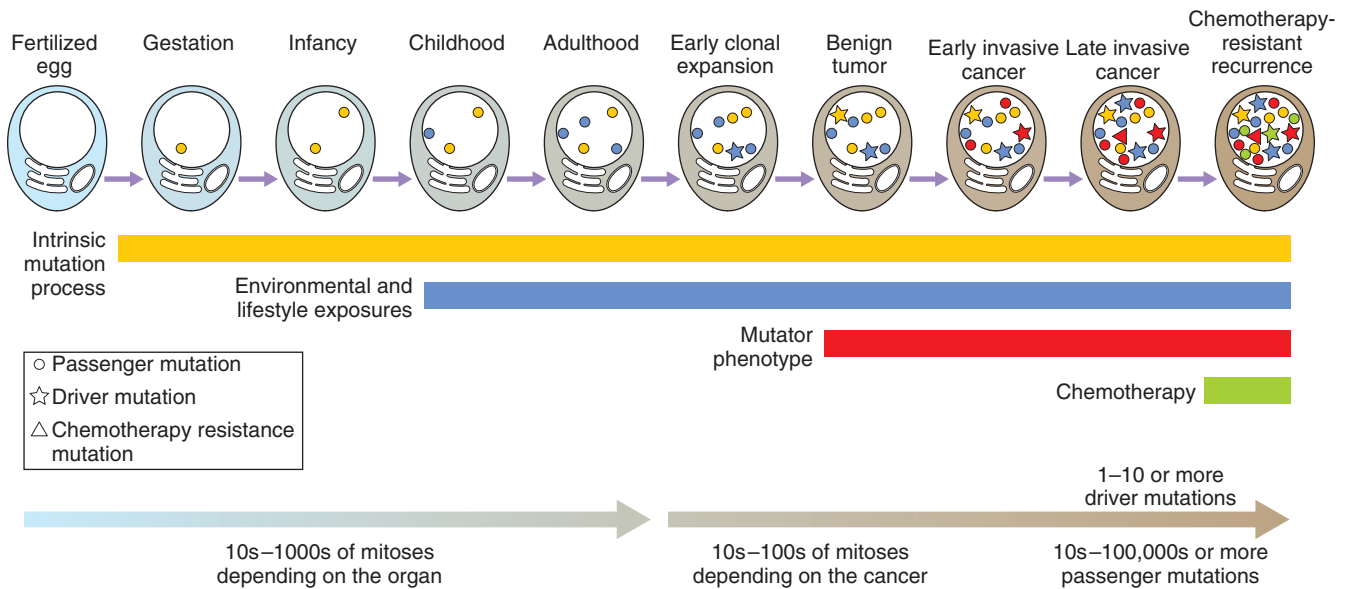 Fertilized
egg
Gestation
Infancy
Childhood
Adulthood
Early clonal
expansion
Benign
tumor
Early invasive
cancer
Late invasive
cancer
Chemotherapy-
resistant
recurrence
Intrinsic
mutation
process
Environmental and
lifestyle exposures
Mutator
phenotype
Chemotherapy
Passenger mutation
Driver mutation
Chemotherapy resistance
mutation
1–10 or more
driver mutations
10s–1000s of mitoses
depending on the organ
10s–100s of mitoses
depending on the cancer
10s–100,000s or more
passenger mutations